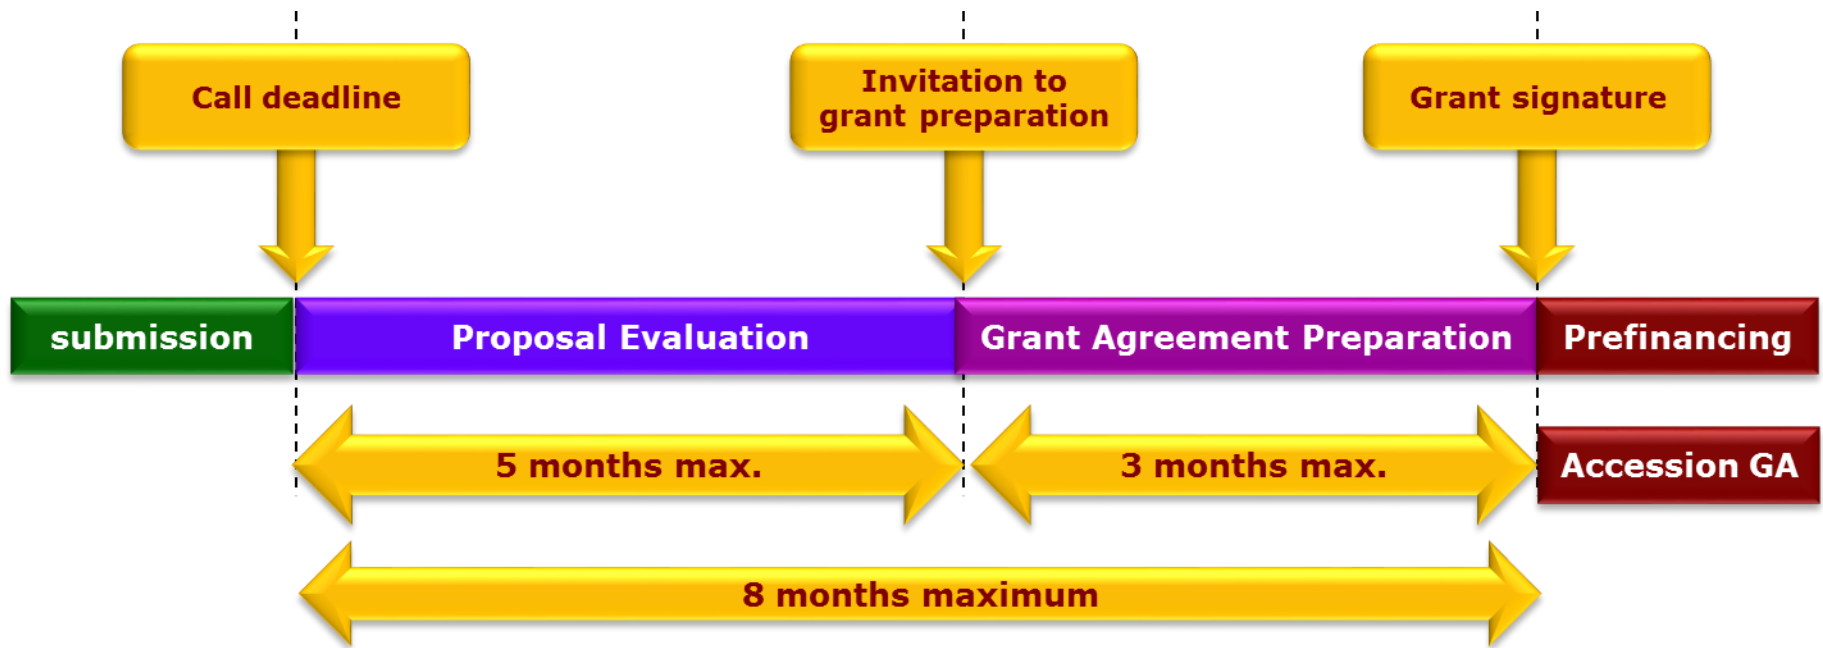 Call deadline
Invitation to
grant preparation
Grant signature
submission
Proposal Evaluation
Grant Agreement Preparation
Prefinancing
5 months max.
3 months max.
Accession GA
8 months maximum